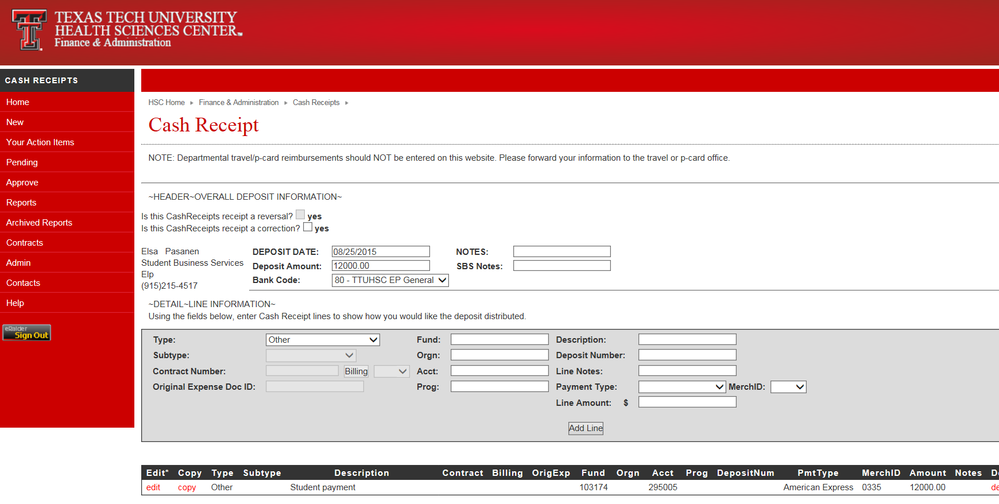 TEXAS TECH UNIVERSITY
HEALTH SCIENCES CENTER™
Finance & Administration
CASH RECEIPTS
Home
New
Your Action Items
Pending
Approve
Reports
Archived Reports
Contracts
Admin
Contacts
Help
eRaider
Sign Out
HSC Home Finance & Administration Cash Receipts
Cash Receipt
NOTE: Departmental travel/p-card reimbursements should NOT be entered on this website. Please forward your information to the travel or p-card office.
~HEADER~OVERALL DEPOSIT INFORMATION~
Is this CashReceipts receipt a reversal? yes
Is this CashReceipts receipt a correction? yes
Elsa Pasanen
Student Business Services
Elp
(915)215-4517
DEPOSIT DATE: 08/25/2015 NOTES:
Deposit Amount: 12000.00 SBS Notes:
Bank Code: 80 - TTUHSC EP General
~DETAIL~LINE INFORMATION~
Using the fields below, enter Cash Receipt lines to show how you would like the deposit distributed.
Type: Other Fund: Description:
Subtype: Orgn: Deposit Number:
Contract Number: Billing Acct: Line Notes:
Original Expense Doc ID: Prog: Payment Type: MerchID:
Line Amount: $
Add Line
Edit* Copy Type Subtype Description Contract Billing OrigExp Fund Orgn Acct Prog DepositNum PmtType MerchID Amount Notes
edit copy Other Student payment 103174 295005 American Express 0335 12000.00